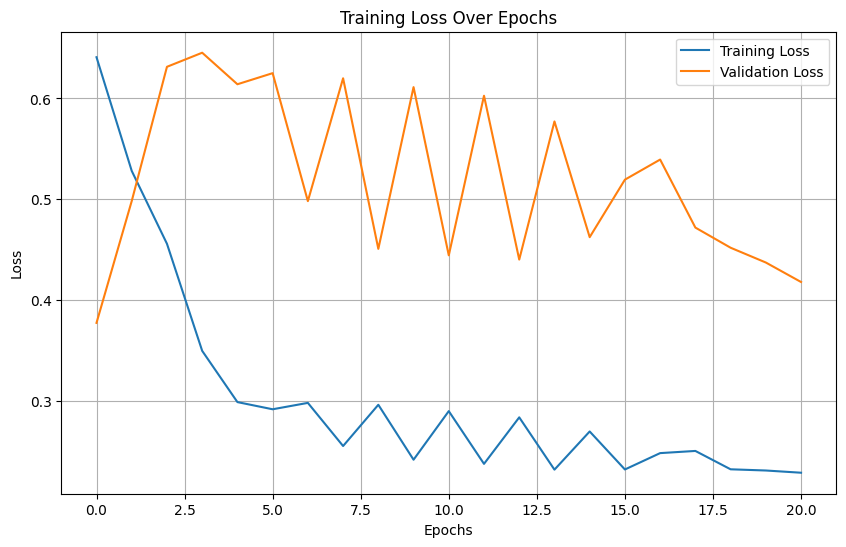 Training Loss Over Epochs
Training Loss
Validation Loss
0.6
0.5
0.4
0.3
Loss
0.0 2.5 5.0 7.5 10.0 12.5 15.0 17.5 20.0
Epochs